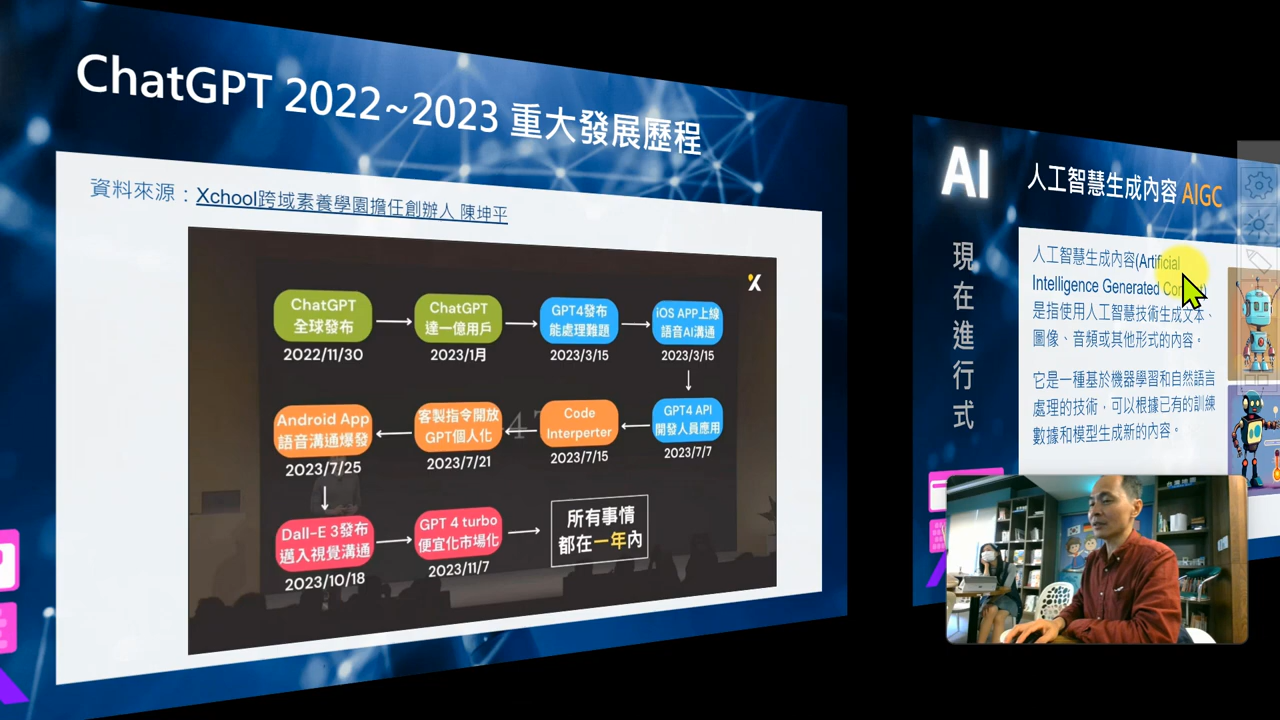 ChatGPT 2022~2023 重大發展歷程
資料來源：Xchool跨域素養學園擔任創辦人 陳坤平
ChatGPT
全球發布
2022/11/30
ChatGPT
達一億用戶
2023/1月
GPT4發布
能處理難題
2023/3/15
iOS APP上線
語音AI溝通
2023/3/15
GPT4 API
開發人員應用
2023/7/7
Code
Interperter
2023/7/15
客製指令開放
GPT個人化
2023/7/21
Android App
語音溝通爆發
2023/7/25
Dall-E 3發布
邁入視覺溝通
2023/10/18
GPT 4 turbo
便宜化市場化
2023/11/7
所有事情
都在一年內
AI
現在進行式
人工智慧生成內容 AIGC
人工智慧生成內容(Artificial
Intelligence Generated
是指使用人工智慧技術生成文本、
圖像、音頻或其他形式的內容。
它是一種基於機器學習和自然語言
處理的技術，可以根據已有的訓練
數據和模型生成新的內容。